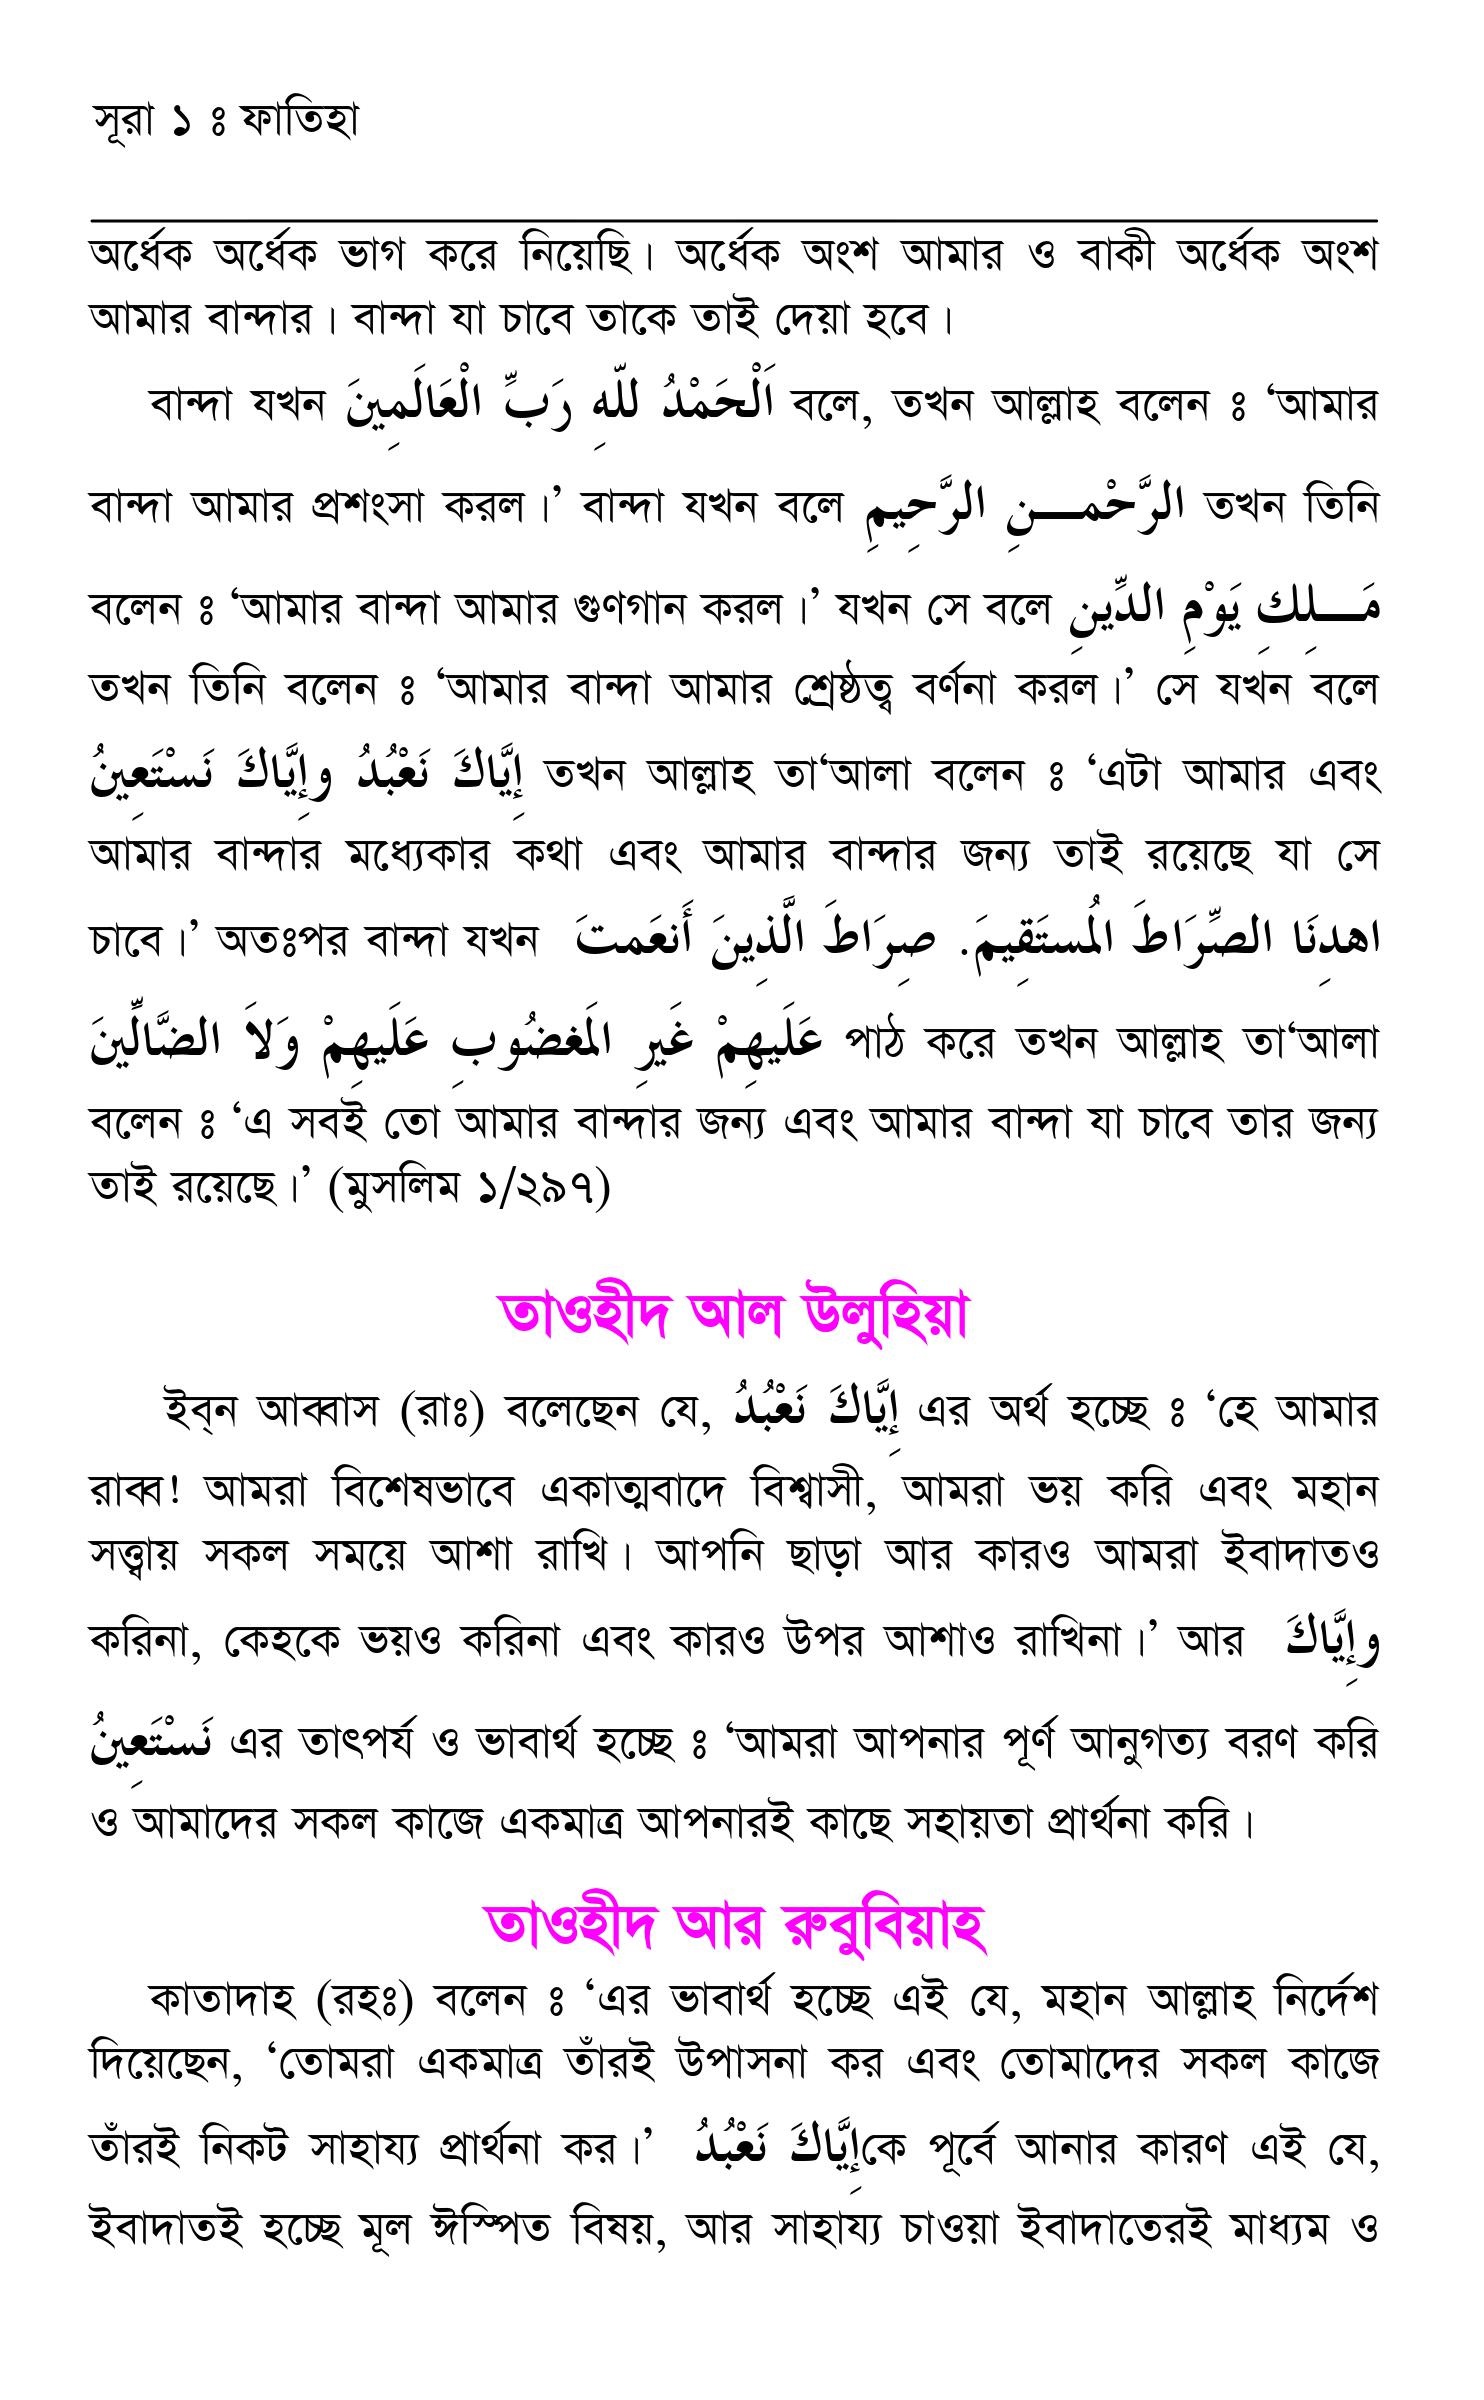 সূরা ১ ঃ ফাতিহা
অর্ধেক অর্ধেক ভাগ করে নিয়েছি। অর্ধেক অংশ আমার ও বাকী অর্ধেক অংশ
আমার বান্দার। বান্দা যা চাবে তাকে তাই দেয়া হবে।
বান্দা যখন اَلْحَمْدُ للّهِ رَبِّ الْعَالَمِينَ বলে, তখন আল্লাহ বলেন ঃ ‘আমার
বান্দা আমার প্রশংসা করল।’ বান্দা যখন বলে الرَّحْمـــنِ الرَّحِيمِ তখন তিনি
বলেন ঃ ‘আমার বান্দা আমার গুণগান করল।’ যখন সে বলে مَـــلِكِ يَوْمِ الدِّينِ
তখন তিনি বলেন ঃ ‘আমার বান্দা আমার শ্রেষ্ঠত্ব বর্ণনা করল।’ সে যখন বলে
إِيَّاكَ نَعْبُدُ وإِيَّاكَ نَسْتَعِينُ তখন আল্লাহ তা‘আলা বলেন ঃ ‘এটা আমার এবং
আমার বান্দার মধ্যেকার কথা এবং আমার বান্দার জন্য তাই রয়েছে যা সে
চাবে।’ অতঃপর বান্দা যখন اهدِنَا الصِّرَاطَ المُستَقِيمَ. صِرَاطَ الَّذِينَ أَنعَمتَ
عَلَيهِمْ غَيرِ المَغضُوبِ عَلَيهِمْ وَلاَ الضَّالِّينَ পাঠ করে তখন আল্লাহ তা‘আলা
বলেন ঃ ‘এ সবই তো আমার বান্দার জন্য এবং আমার বান্দা যা চাবে তার জন্য
তাই রয়েছে।’ (মুসলিম ১/২৯৭)
তাওহীদ আল উলুহিয়া
ইব্‌ন আব্বাস (রাঃ) বলেছেন যে, إِيَّاكَ نَعْبُدُ এর অর্থ হচ্ছে ঃ ‘হে আমার
রাব্ব! আমরা বিশেষভাবে একাত্মবাদে বিশ্বাসী, আমরা ভয় করি এবং মহান
সত্ত্বায় সকল সময়ে আশা রাখি। আপনি ছাড়া আর কারও আমরা ইবাদাতও
করিনা, কেহকে ভয়ও করিনা এবং কারও উপর আশাও রাখিনা।’ আর وإِيَّاكَ
نَسْتَعِينُ এর তাৎপর্য ও ভাবার্থ হচ্ছে ঃ ‘আমরা আপনার পূর্ণ আনুগত্য বরণ করি
ও আমাদের সকল কাজে একমাত্র আপনারই কাছে সহায়তা প্রার্থনা করি।
তাওহীদ আর রুবুবিয়াহ
কাতাদাহ (রহঃ) বলেন ঃ ‘এর ভাবার্থ হচ্ছে এই যে, মহান আল্লাহ নির্দেশ
দিয়েছেন, ‘তোমরা একমাত্র তাঁরই উপাসনা কর এবং তোমাদের সকল কাজে
তাঁরই নিকট সাহায্য প্রার্থনা কর।’ إِيَّاكَ نَعْبُدُকে পূর্বে আনার কারণ এই যে,
ইবাদাতই হচ্ছে মূল ঈস্পিত বিষয়, আর সাহায্য চাওয়া ইবাদাতেরই মাধ্যম ও